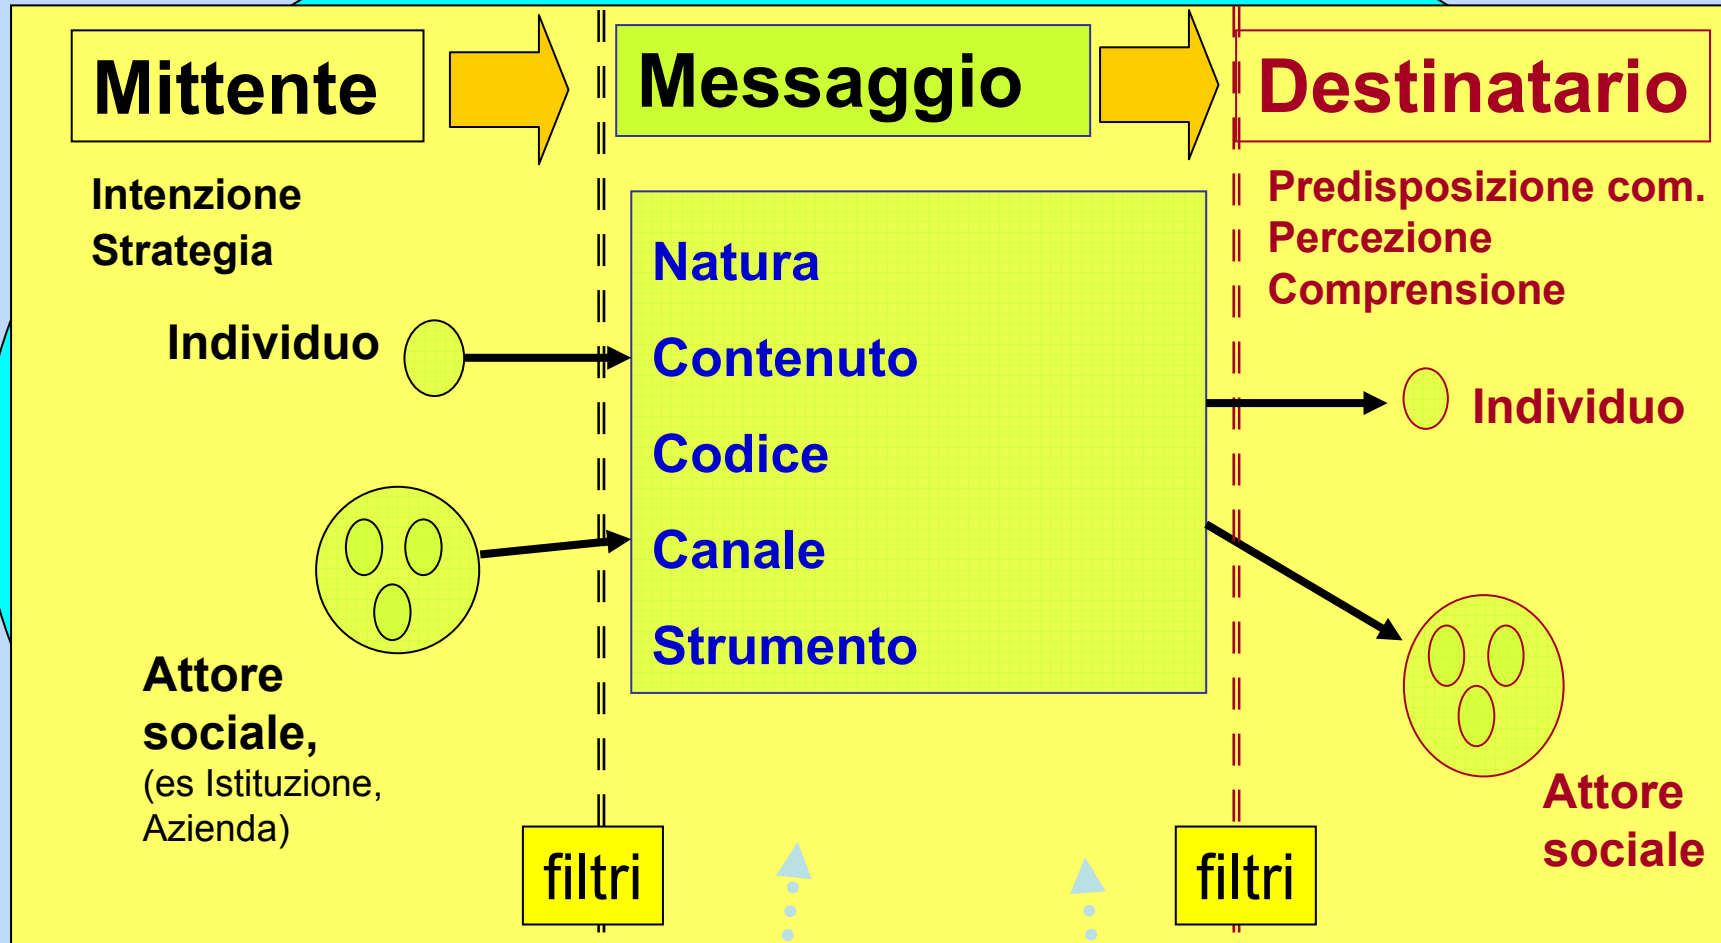 Mittente
Messaggio
Destinatario
Intenzione
Strategia
Individuo
Attore
sociale,
(es Istituzione,
Azienda)
filtri
Natura
Contenuto
Codice
Canale
Strumento
Predisposizione com.
Percezione
Comprensione
Individuo
Attore
sociale
filtri